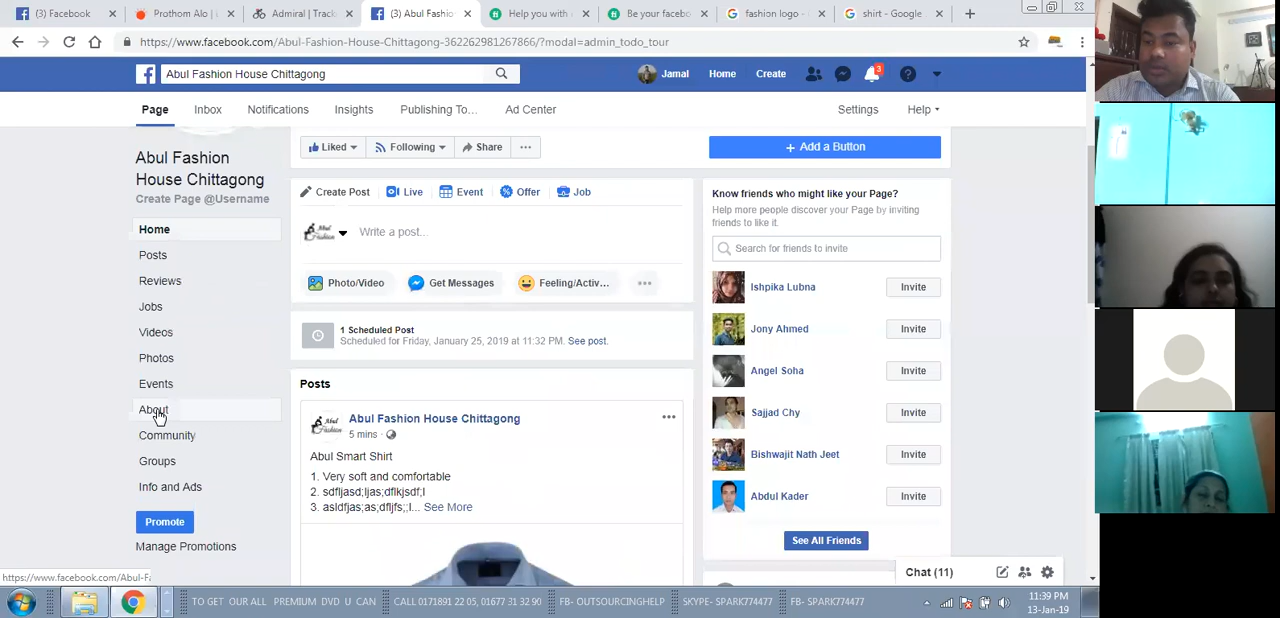 (3) Facebook
Prothom Alo | L
Admiral | Track
(3) Abul Fashio
Help you with
Be your facebo
fashion logo -
shirt - Google
https://www.facebook.com/Abul-Fashion-House-Chittagong-362262981267866/?modal=admin_todo_tour
Abul Fashion House Chittagong
Jamal
Home
Create
3
Page
Inbox
Notifications
Insights
Publishing To...
Ad Center
Settings
Help
Abul Fashion
House Chittagong
Create Page @Username
Home
Posts
Reviews
Jobs
Videos
Photos
Events
About
Community
Groups
Info and Ads
Promote
Manage Promotions
Liked
Following
Share
+ Add a Button
Create Post
Live
Event
Offer
Job
Abul
Fashion
Write a post...
Photo/Video
Get Messages
Feeling/Activ...
1 Scheduled Post
Scheduled for Friday, January 25, 2019 at 11:32 PM. See post.
Posts
Abul
Fashion
Abul Fashion House Chittagong
5 mins ·
Abul Smart Shirt
1. Very soft and comfortable
2. sdfljasd;ljas;dflkjsdf;l
3. asldfjas;as;dfljfs;;l... See More
Know friends who might like your Page?
Help more people discover your Page by inviting
friends to like it.
Search for friends to invite
Ishpika Lubna
Invite
Jony Ahmed
Invite
Angel Soha
Invite
Sajjad Chy
Invite
Bishwajit Nath Jeet
Invite
Abdul Kader
Invite
See All Friends
Chat (11)
https://www.facebook.com/Abul-Fa
TO GET OUR ALL PREMIUM DVD U CAN
CALL 0171891 22 05, 01677 31 32 90
FB- OUTSOURCINGHELP
SKYPE- SPARK774477
FB- SPARK774477
11:39 PM
13-Jan-19